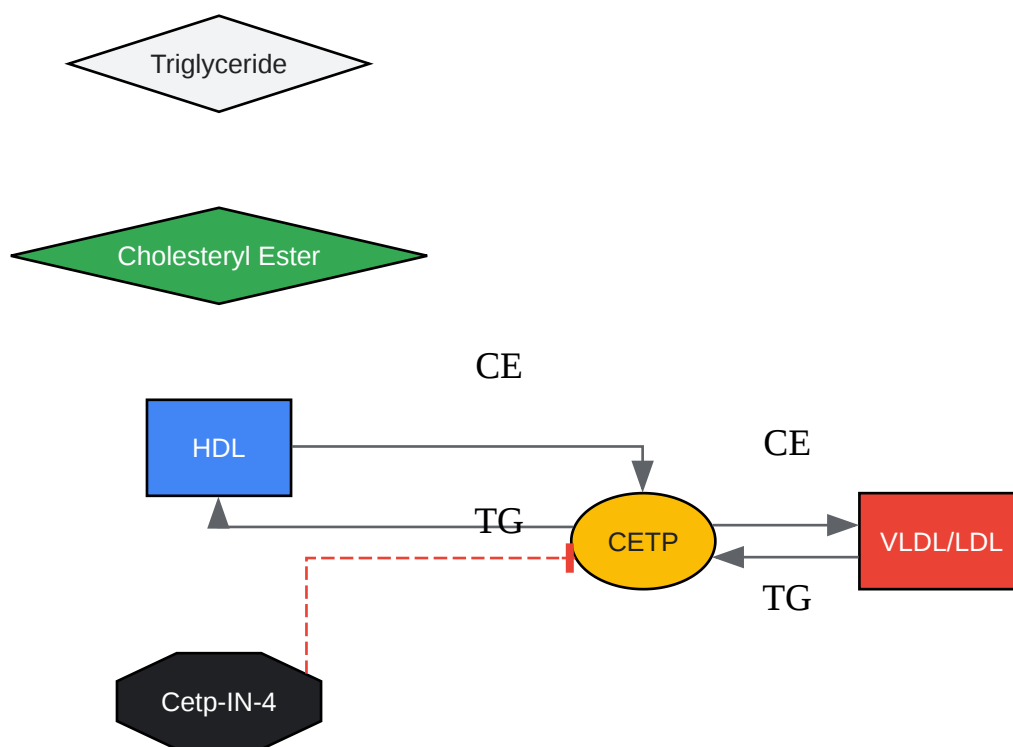 Triglyceride
Cholesteryl Ester
CE
HDL
CE
TG
CETP
VLDL/LDL
TG
Cetp-IN-4